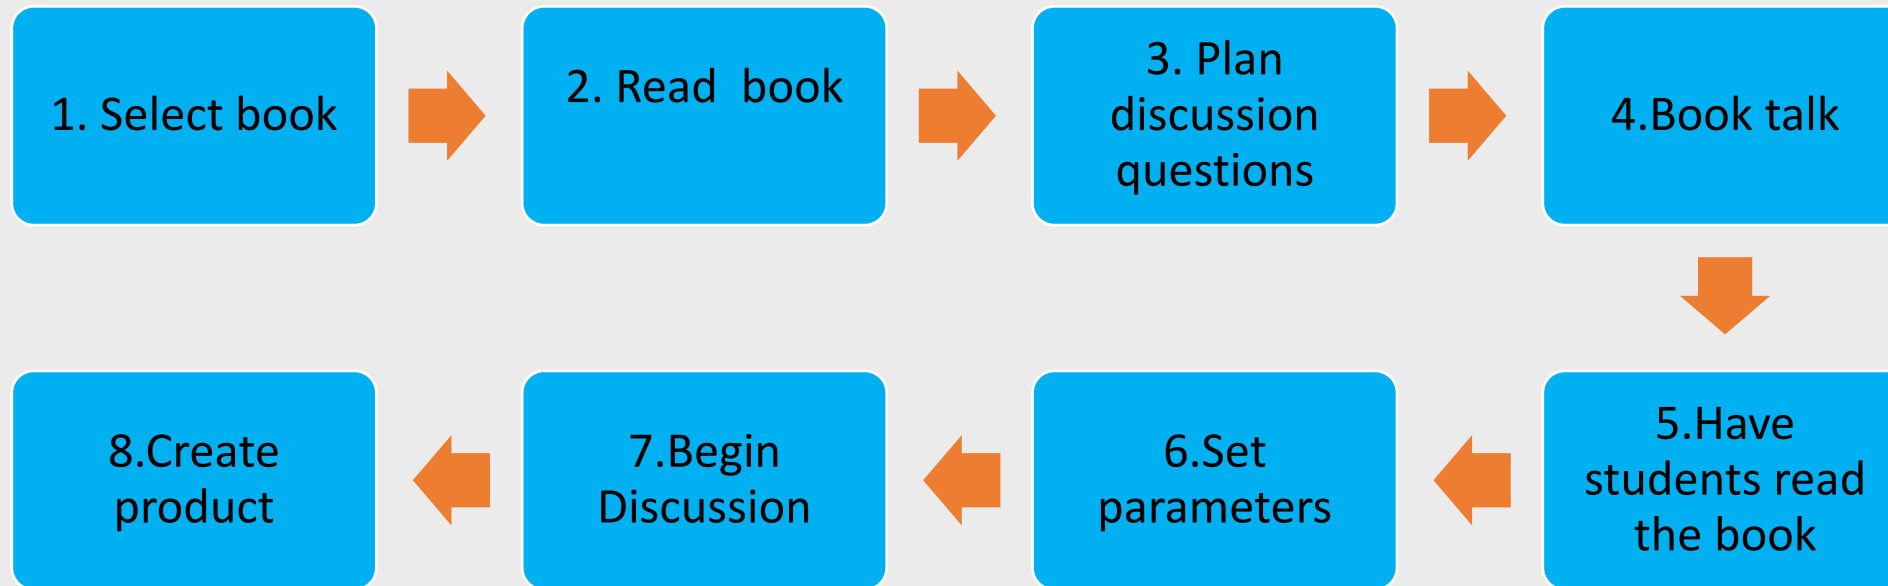 1. Select book
2. Read  book
3. Plan
discussion
questions
4.Book talk
5.Have
students read
the book
6.Set
parameters
7.Begin
Discussion
8.Create
product